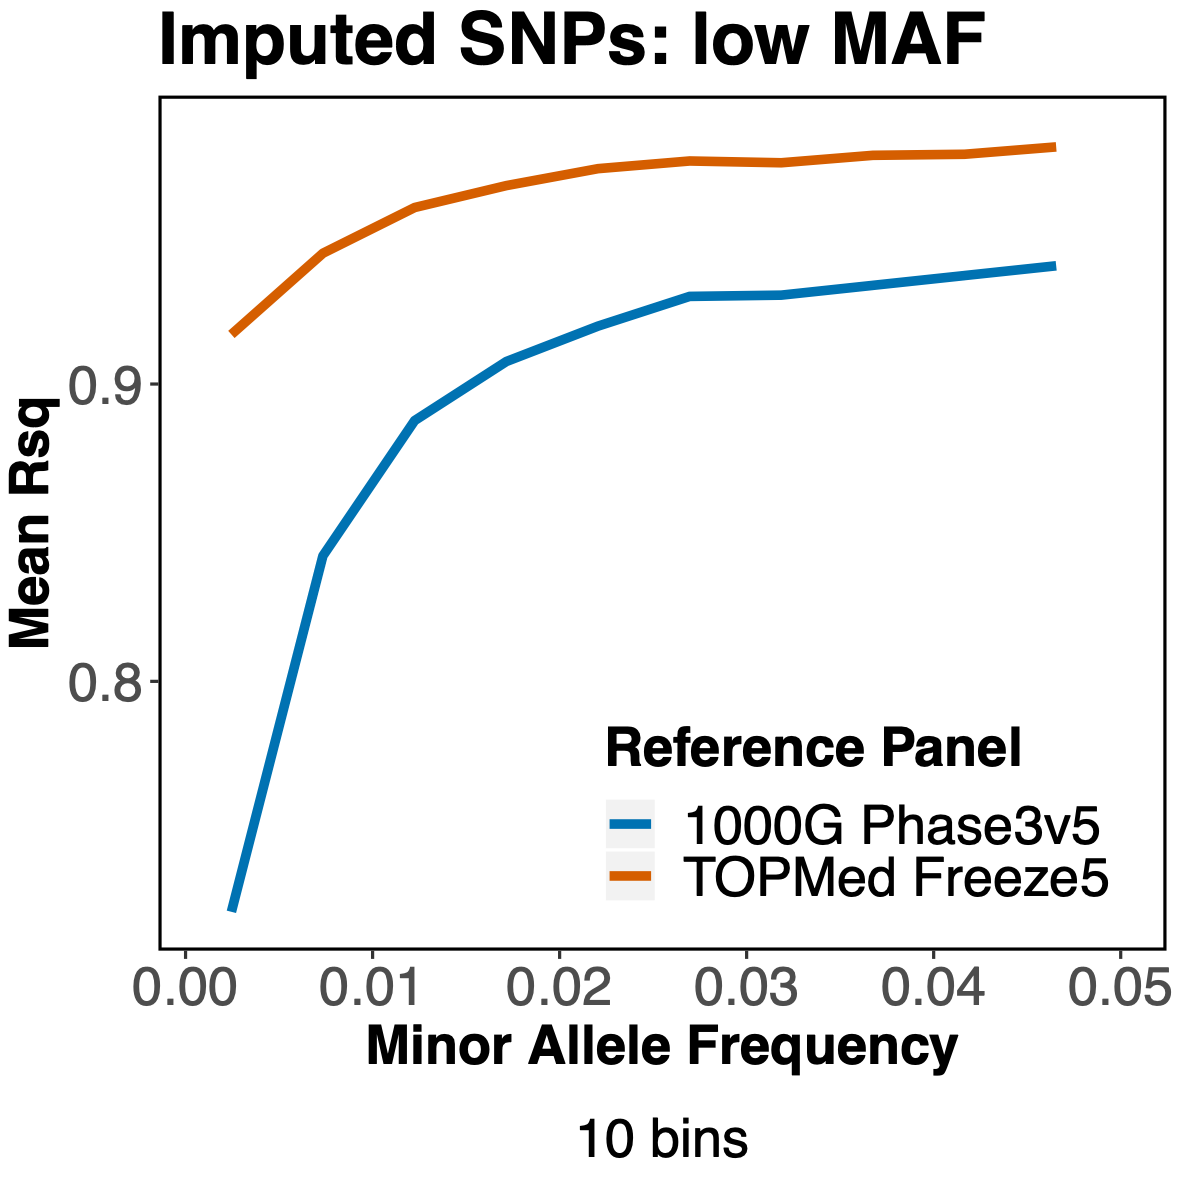 Imputed SNPs: low MAF
Mean Rsq
0.9
0.8
Reference Panel
1000G Phase3v5
TOPMed Freeze5
0.00 0.01 0.02 0.03 0.04 0.05
Minor Allele Frequency
10 bins